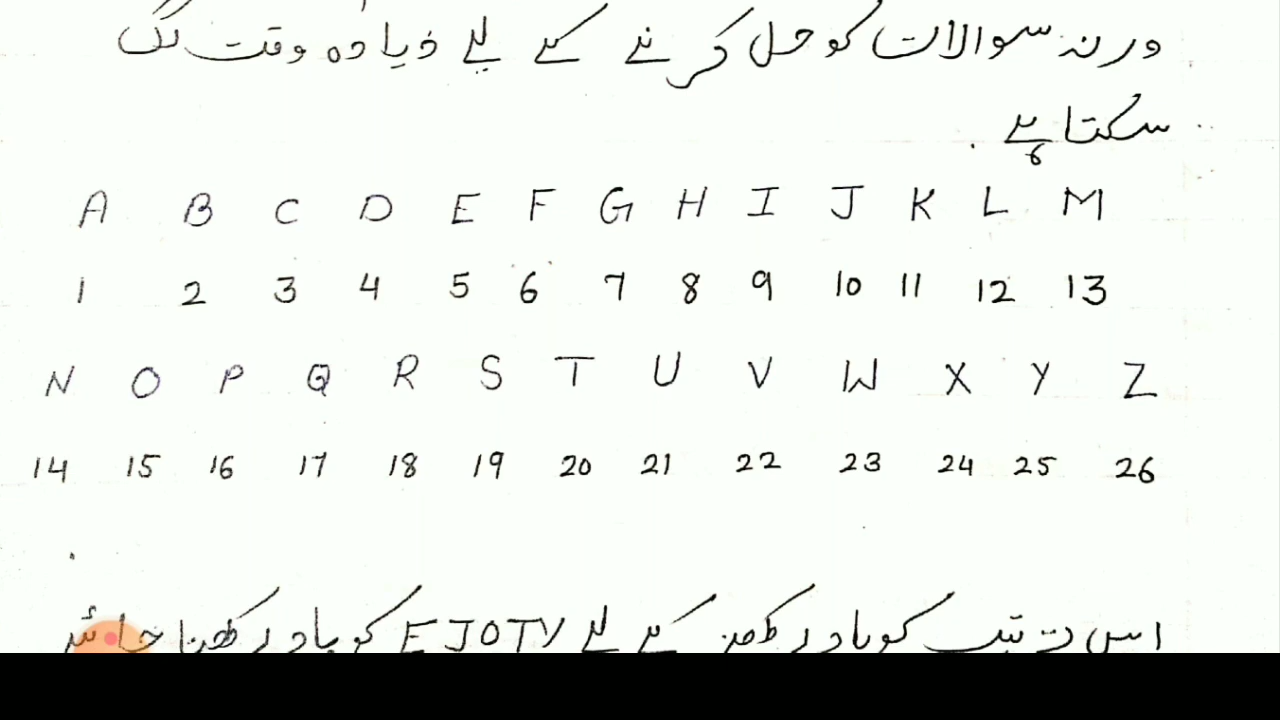 ورنہ سوالات کو حل کرنے کے لیے ذیادہ وقت لگ
سکتا ہے .
A B C D E F G H I J K L M
1 2 3 4 5 6 7 8 9 10 11 12 13
N O P Q R S T U V W X Y Z
14 15 16 17 18 19 20 21 22 23 24 25 26
اس ترتیب کو یاد رکھنے کے لیے EJOTY کو یاد رکھنا چاہئے